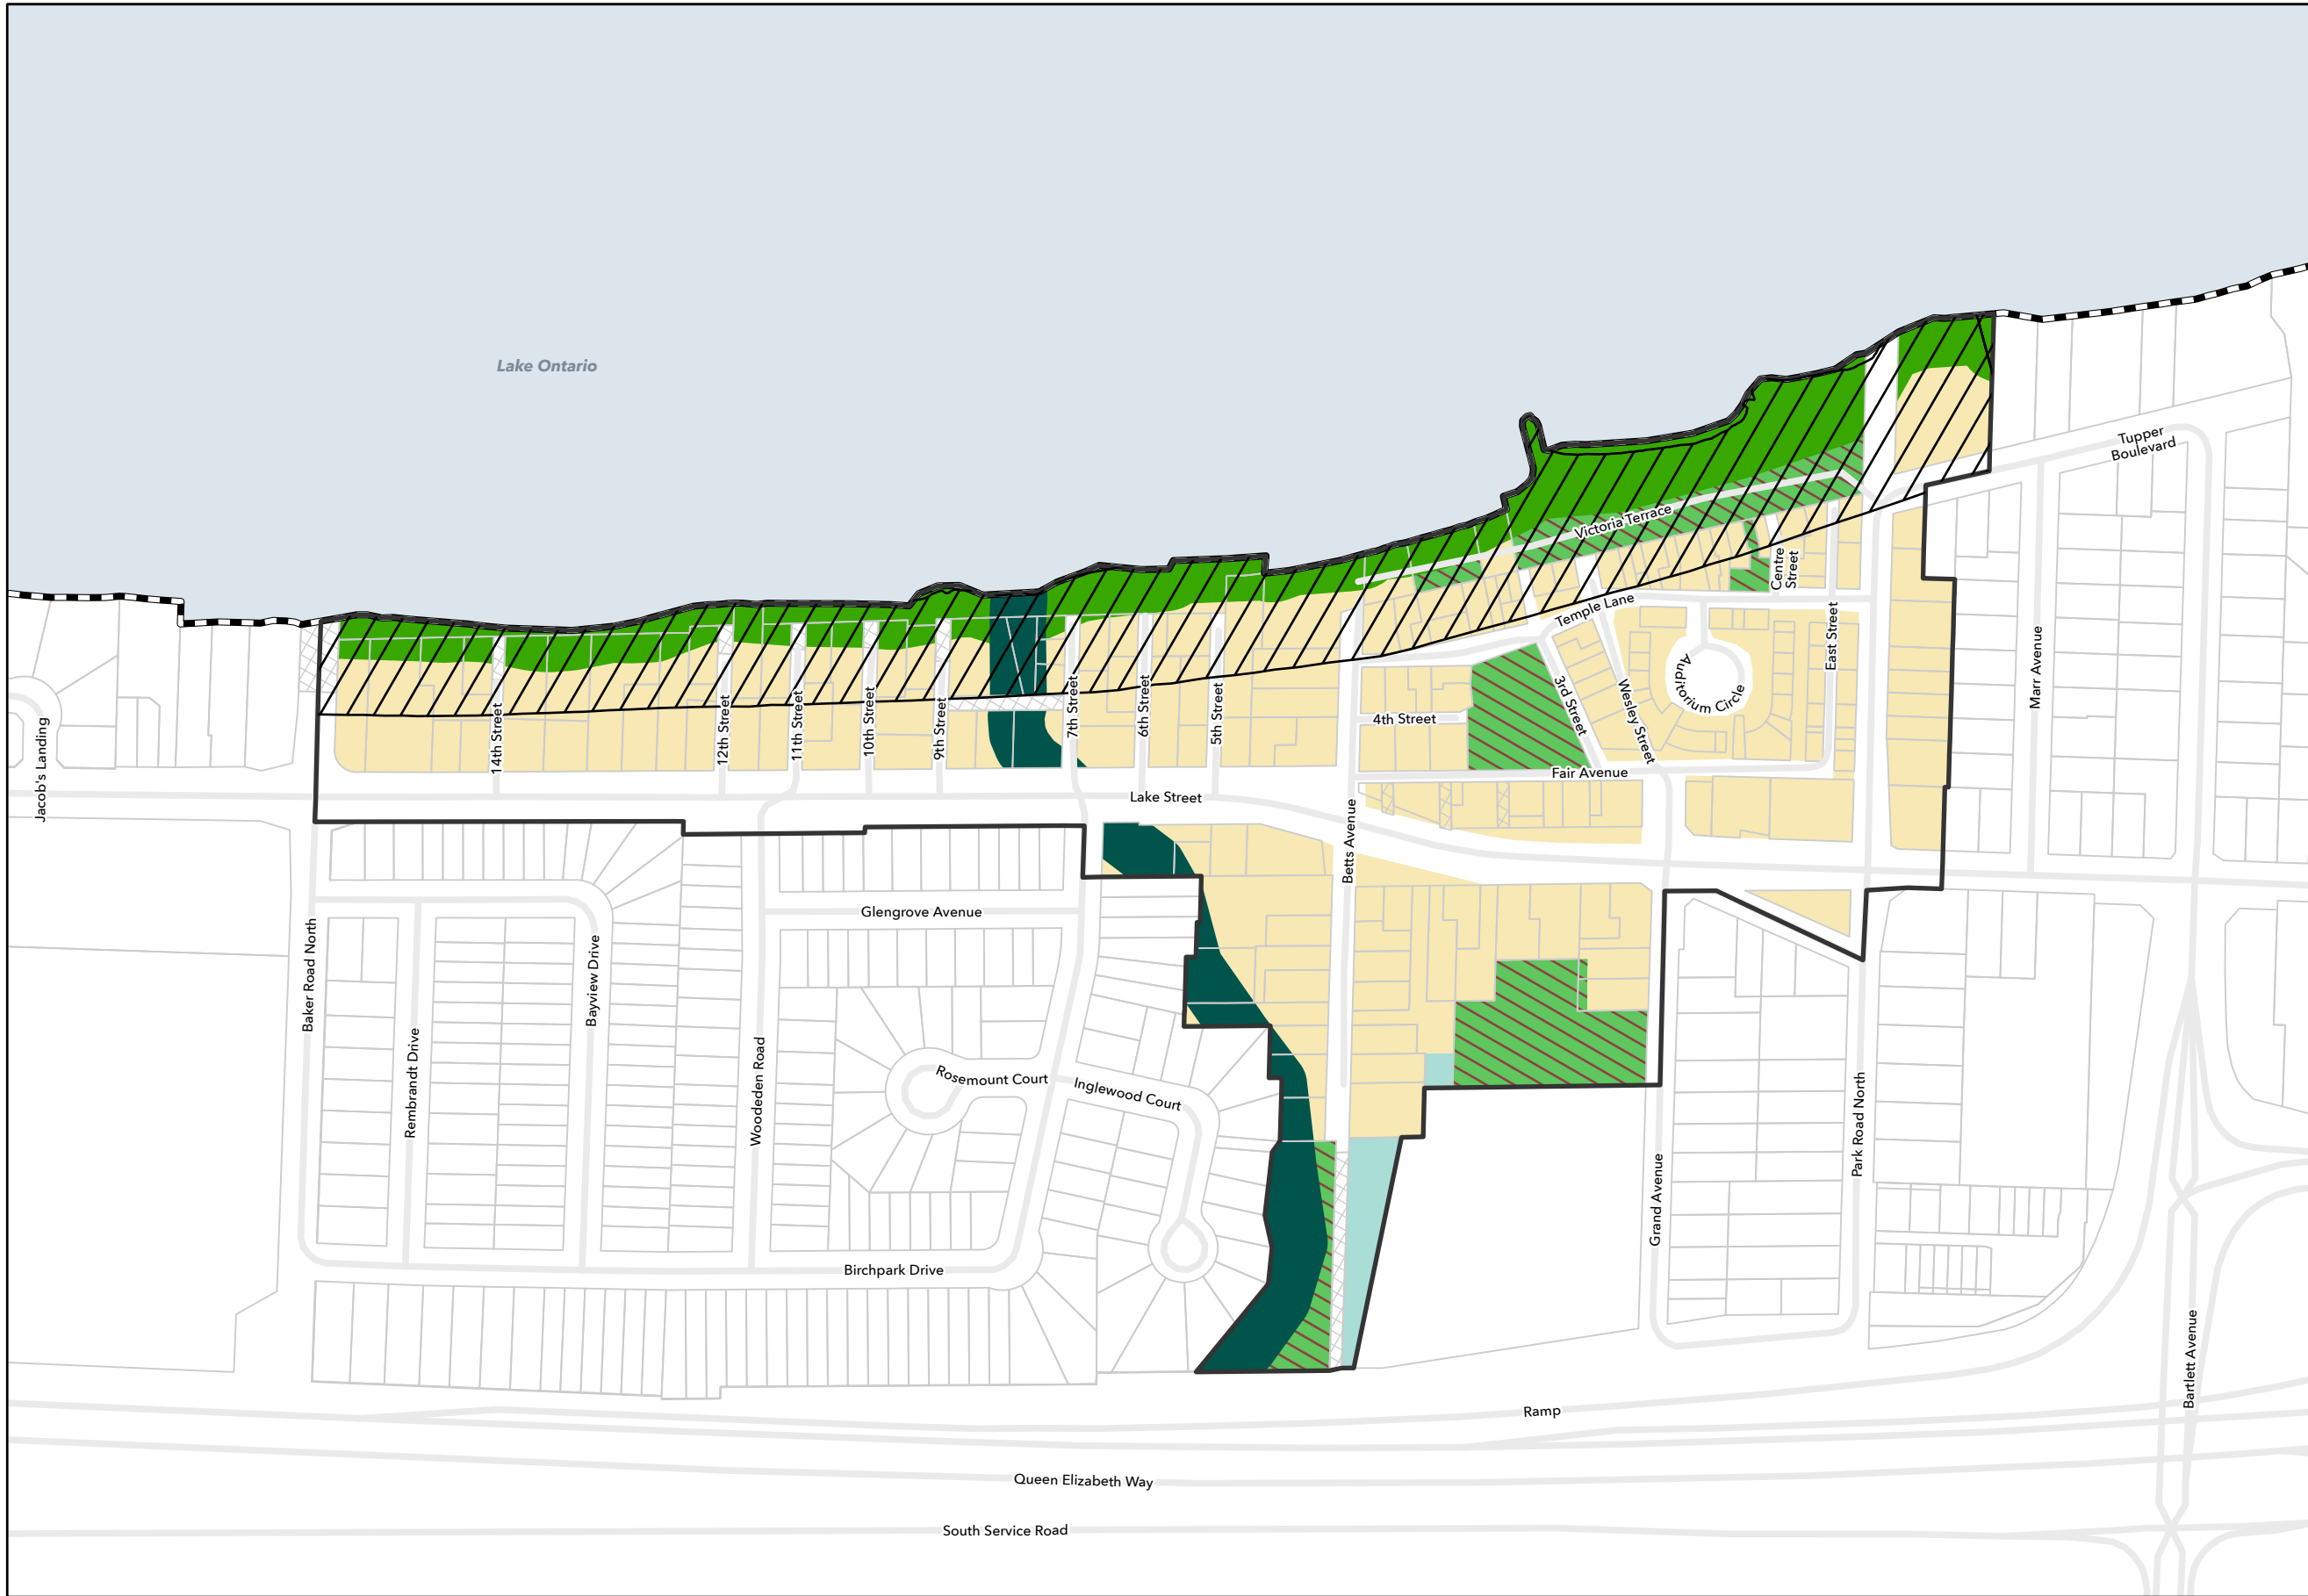 Lake Ontario
Tupper
Boulevard
Victoria Terrace
Centre
Street
Temple Lane
East Street
Marr Avenue
Auditorium Circle
Wesley Street
3rd Street
4th Street
Fair Avenue
Jacob's Landing
14th Street
12th Street
11th Street
10th Street
9th Street
7th Street
6th Street
5th Street
Lake Street
Betts Avenue
Glengrove Avenue
Baker Road North
Bayview Drive
Rembrandt Drive
Woodeden Road
Rosemount Court
Inglewood Court
Park Road North
Grand Avenue
Birchpark Drive
Bartlett Avenue
Ramp
Queen Elizabeth Way
South Service Road